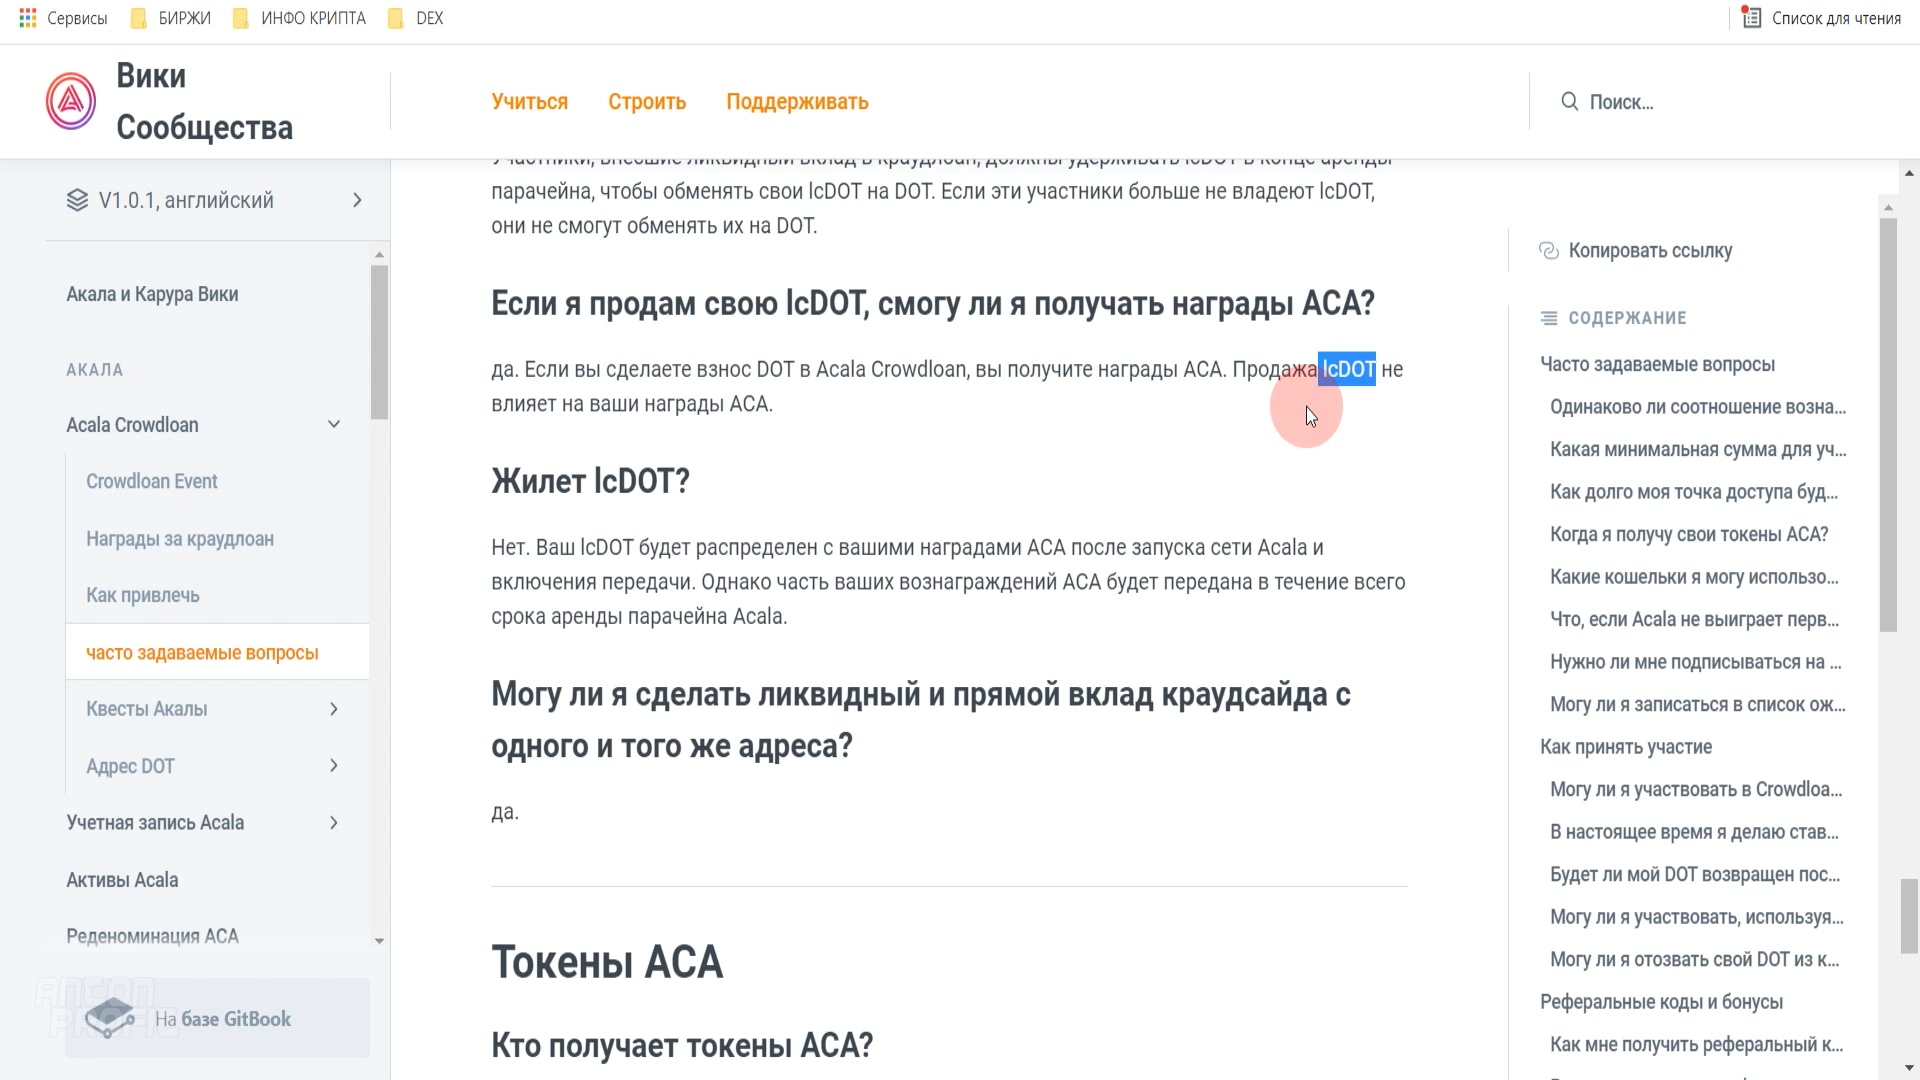 Сервисы БИРЖИ ИНФО КРИПТА DEX Список для чтения
Вики
Сообщества
Учиться Строить Поддерживать
Поиск...
V1.0.1, английский
Акала и Карура Вики
АКАЛА
Acala Crowdloan
Crowdloan Event
Награды за краудлоан
Как привлечь
часто задаваемые вопросы
Квесты Акалы
Адрес DOT
Учетная запись Acala
Активы Acala
Реденоминация ACA
На базе GitBook
Участники, внесшие ликвидный вклад в краудлоан, должны удерживать lcDOT в конце аренды
парачейна, чтобы обменять свои lcDOT на DOT. Если эти участники больше не владеют lcDOT,
они не смогут обменять их на DOT.
Если я продам свою lcDOT, смогу ли я получать награды ACA?
да. Если вы сделаете взнос DOT в Acala Crowdloan, вы получите награды ACA. Продажа lcDOT не
влияет на ваши награды ACA.
Жилет lcDOT?
Нет. Ваш lcDOT будет распределен с вашими наградами ACA после запуска сети Acala и
включения передачи. Однако часть ваших вознаграждений ACA будет передана в течение всего
срока аренды парачейна Acala.
Могу ли я сделать ликвидный и прямой вклад краудсайда с
одного и того же адреса?
да.
Токены ACA
Кто получает токены ACA?
Копировать ссылку
СОДЕРЖАНИЕ
Часто задаваемые вопросы
Одинаково ли соотношение возна...
Какая минимальная сумма для уч...
Как долго моя точка доступа буд...
Когда я получу свои токены ACA?
Какие кошельки я могу использо...
Что, если Acala не выиграет перв...
Нужно ли мне подписываться на ...
Могу ли я записаться в список ож...
Как принять участие
Могу ли я участвовать в Crowdloa...
В настоящее время я делаю став...
Будет ли мой DOT возвращен пос...
Могу ли я участвовать, используя...
Могу ли я отозвать свой DOT из к...
Реферальные коды и бонусы
Как мне получить реферальный к...